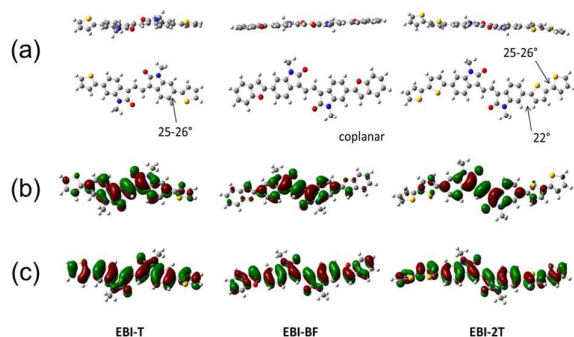 (a)
25-26°
25-26°
coplanar
22°
(b)
(c)
EBI-T
EBI-BF
EBI-2T